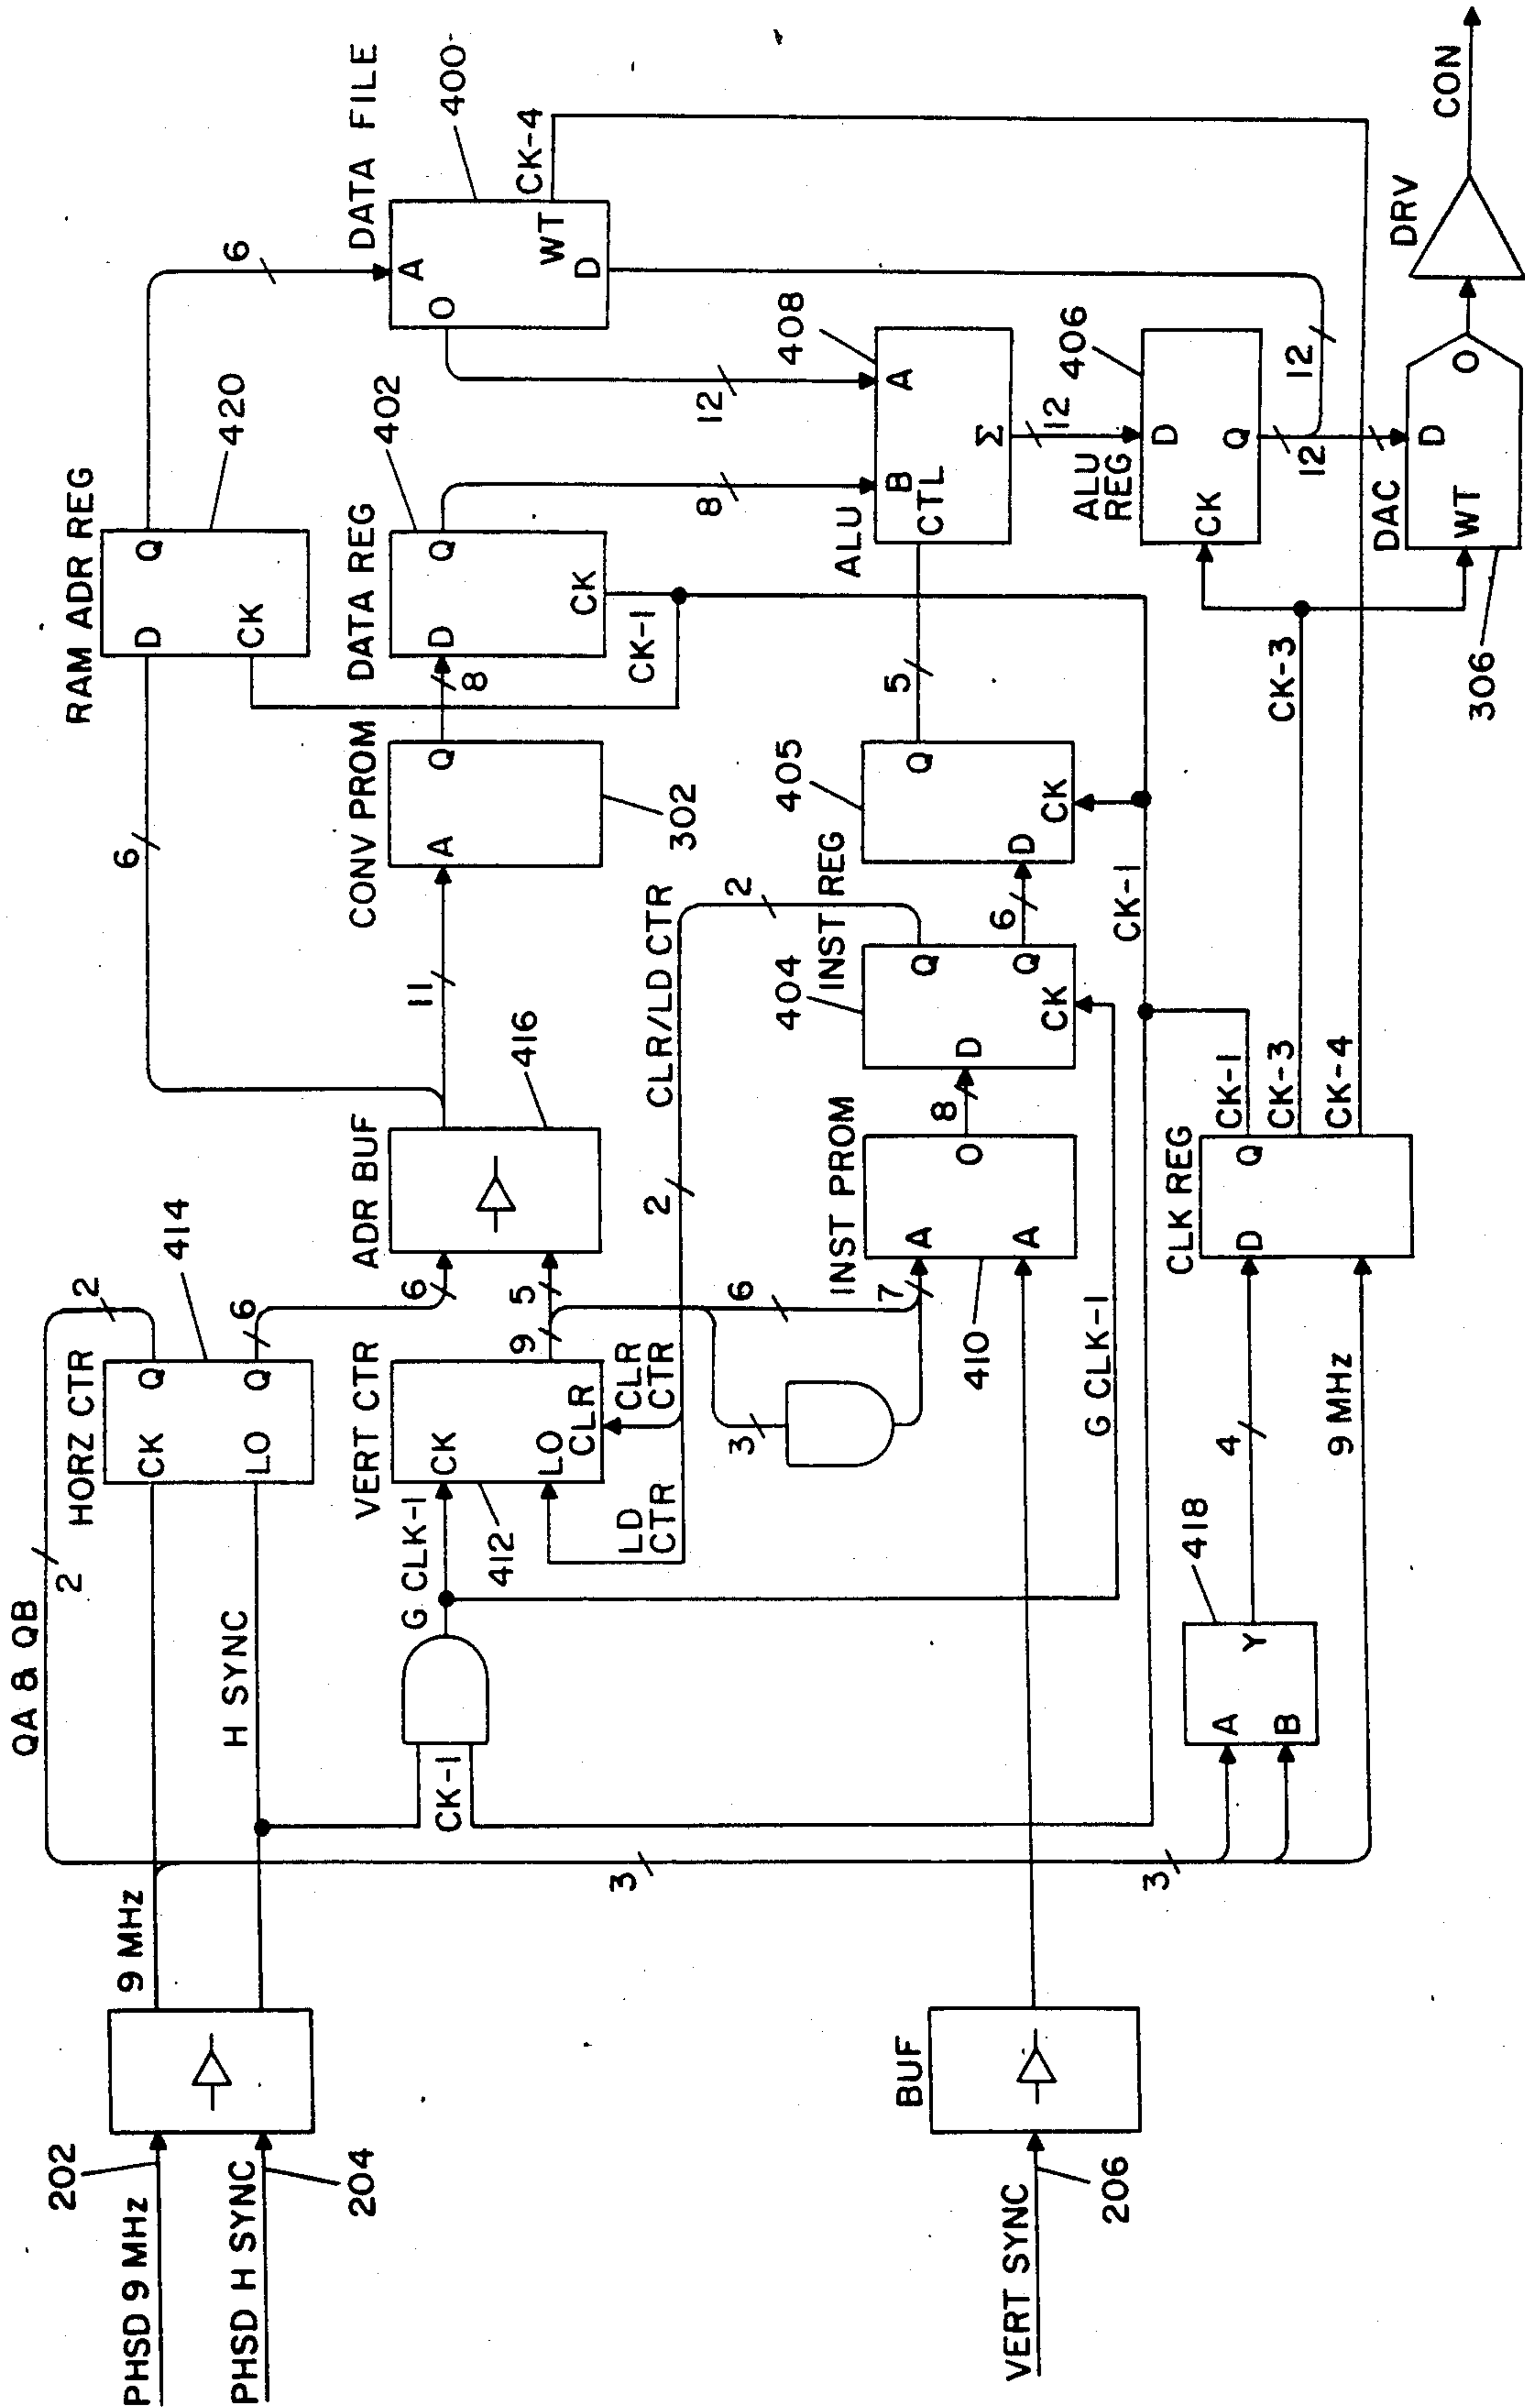 PHSD 9 MHz
202
PHSD H SYNC
204
9 MHz
H SYNC
QA & QB
2
2
HORZ CTR
CK
Q
LO
Q
414
6
6
RAM ADR REG
D
Q
CK
420
6
DATA FILE
A
O
WT
D
400
CK-4
VERT CTR
G CLK-1
CK
LO
CLR
412
LD CTR
CLR CTR
9
5
6
ADR BUF
416
11
CONV PROM
A
Q
302
8
DATA REG
D
Q
CK
402
CK-1
8
12
CK-1
3
6
7
CLR/LD CTR
2
2
INST PROM
A
A
O
410
8
INST REG
404
D
Q
Q
CK
6
405
D
Q
CK
5
ALU
B
A
CTL
Σ
408
12
ALU REG
D
Q
CK
406
12
12
G CLK-1
CK-1
VERT SYNC
206
BUF
3
3
418
A
B
Y
4
9 MHz
CLK REG
D
Q
CK-1
CK-3
CK-4
CK-3
DAC
D
WT
O
306
DRV
CON